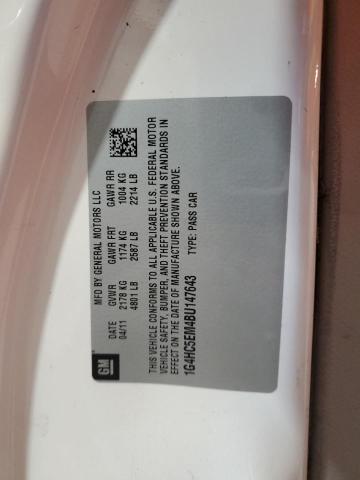 GM
MFD BY GENERAL MOTORS LLC
DATE GVWR GAWR FRT GAWR RR
04/11 2178 KG 1174 KG 1004 KG
4801 LB 2587 LB 2214 LB
THIS VEHICLE CONFORMS TO ALL APPLICABLE U.S. FEDERAL MOTOR
VEHICLE SAFETY, BUMPER, AND THEFT PREVENTION STANDARDS IN
EFFECT ON THE DATE OF MANUFACTURE SHOWN ABOVE.
1G4HC5EM4BU147643 TYPE: PASS CAR